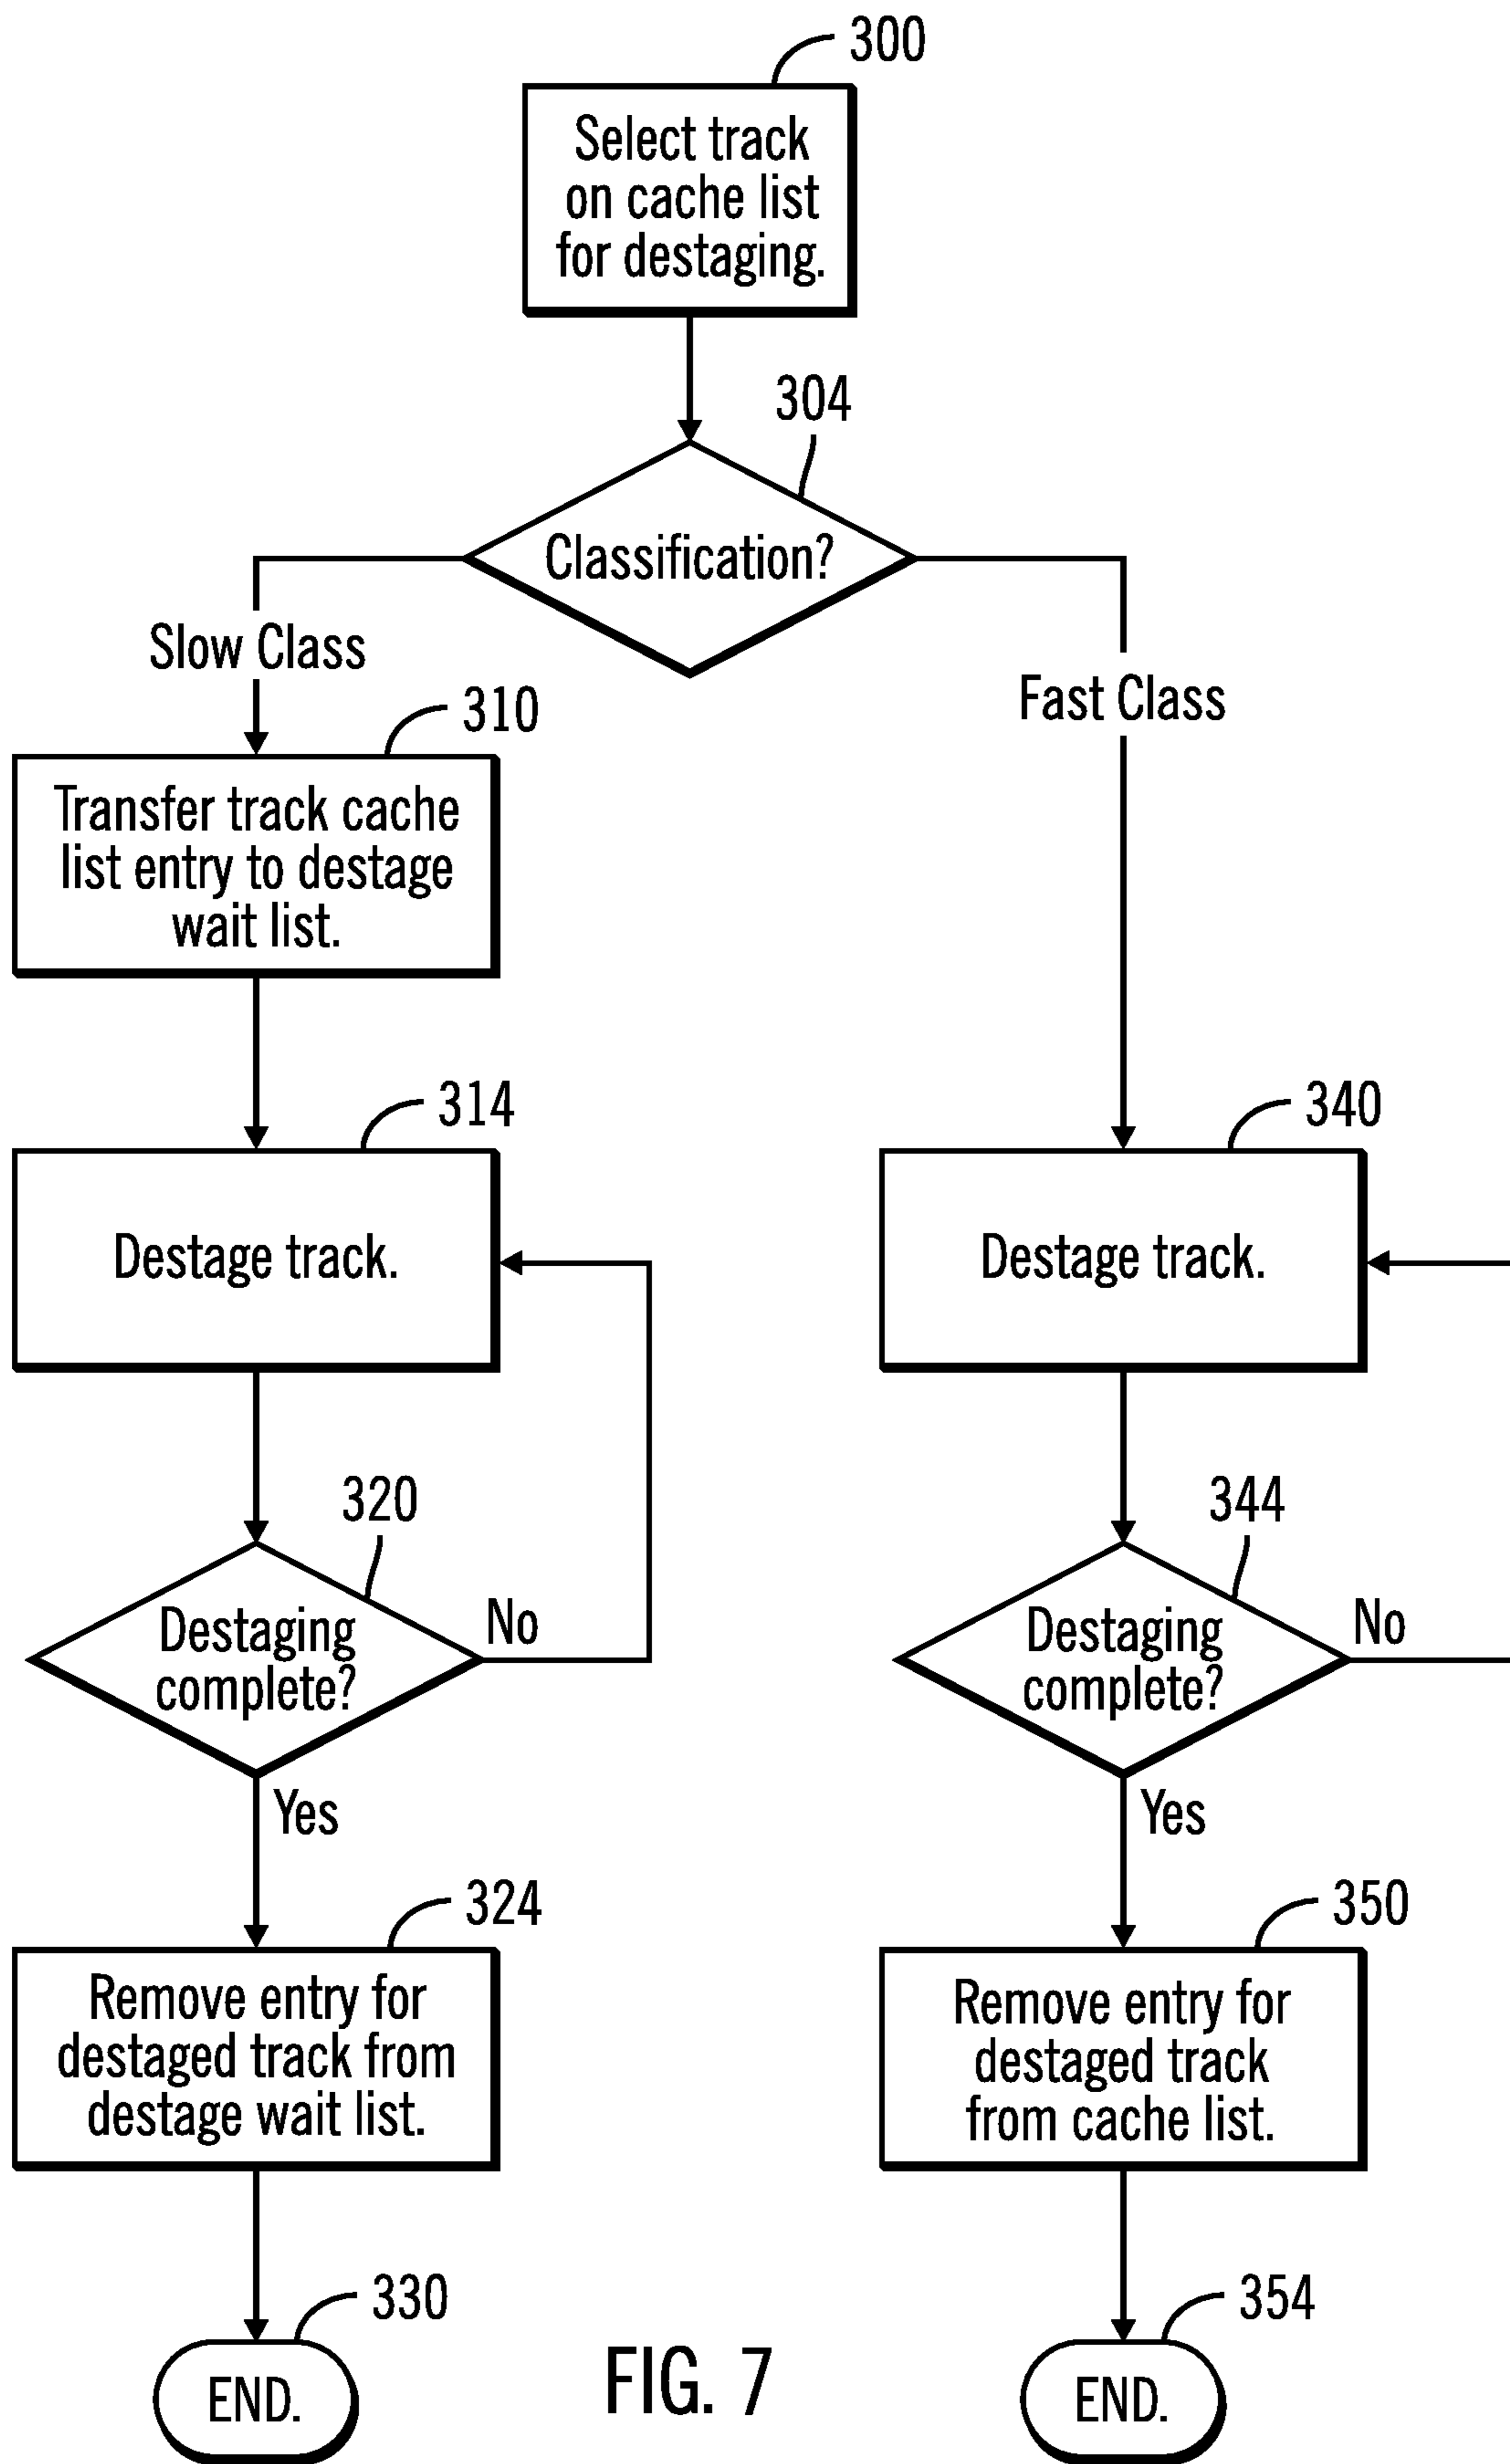 300
Select track
on cache list
for destaging.
304
Classification?
Slow Class
Fast Class
310
Transfer track cache
list entry to destage
wait list.
314
Destage track.
340
Destage track.
320
Destaging
complete?
No
Yes
344
Destaging
complete?
No
Yes
324
Remove entry for
destaged track from
destage wait list.
350
Remove entry for
destaged track
from cache list.
330
END.
354
END.
FIG. 7